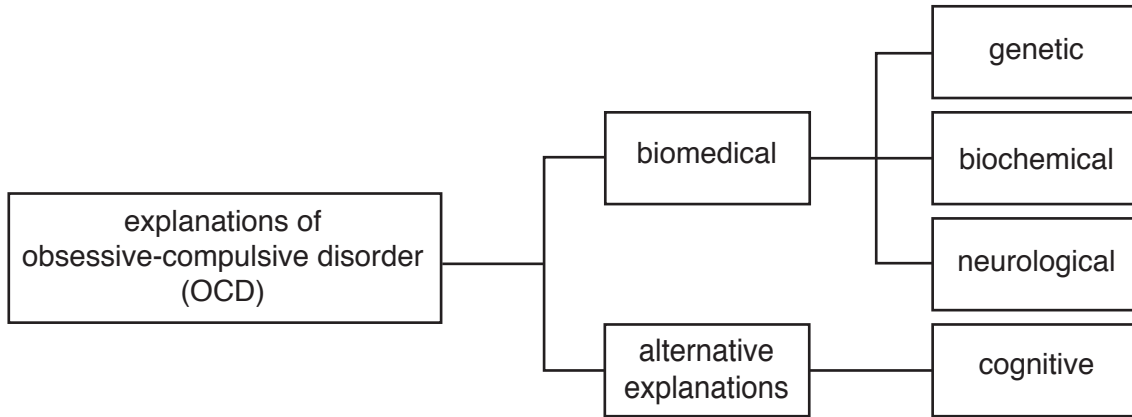 explanations of
obsessive-compulsive disorder
(OCD)
biomedical
genetic
biochemical
neurological
alternative
explanations
cognitive